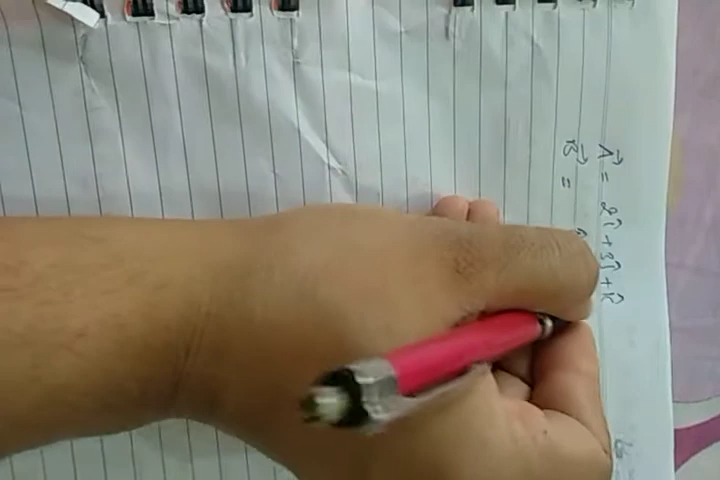 A⃗ = 2î + 3ĵ + k̂
B⃗ =